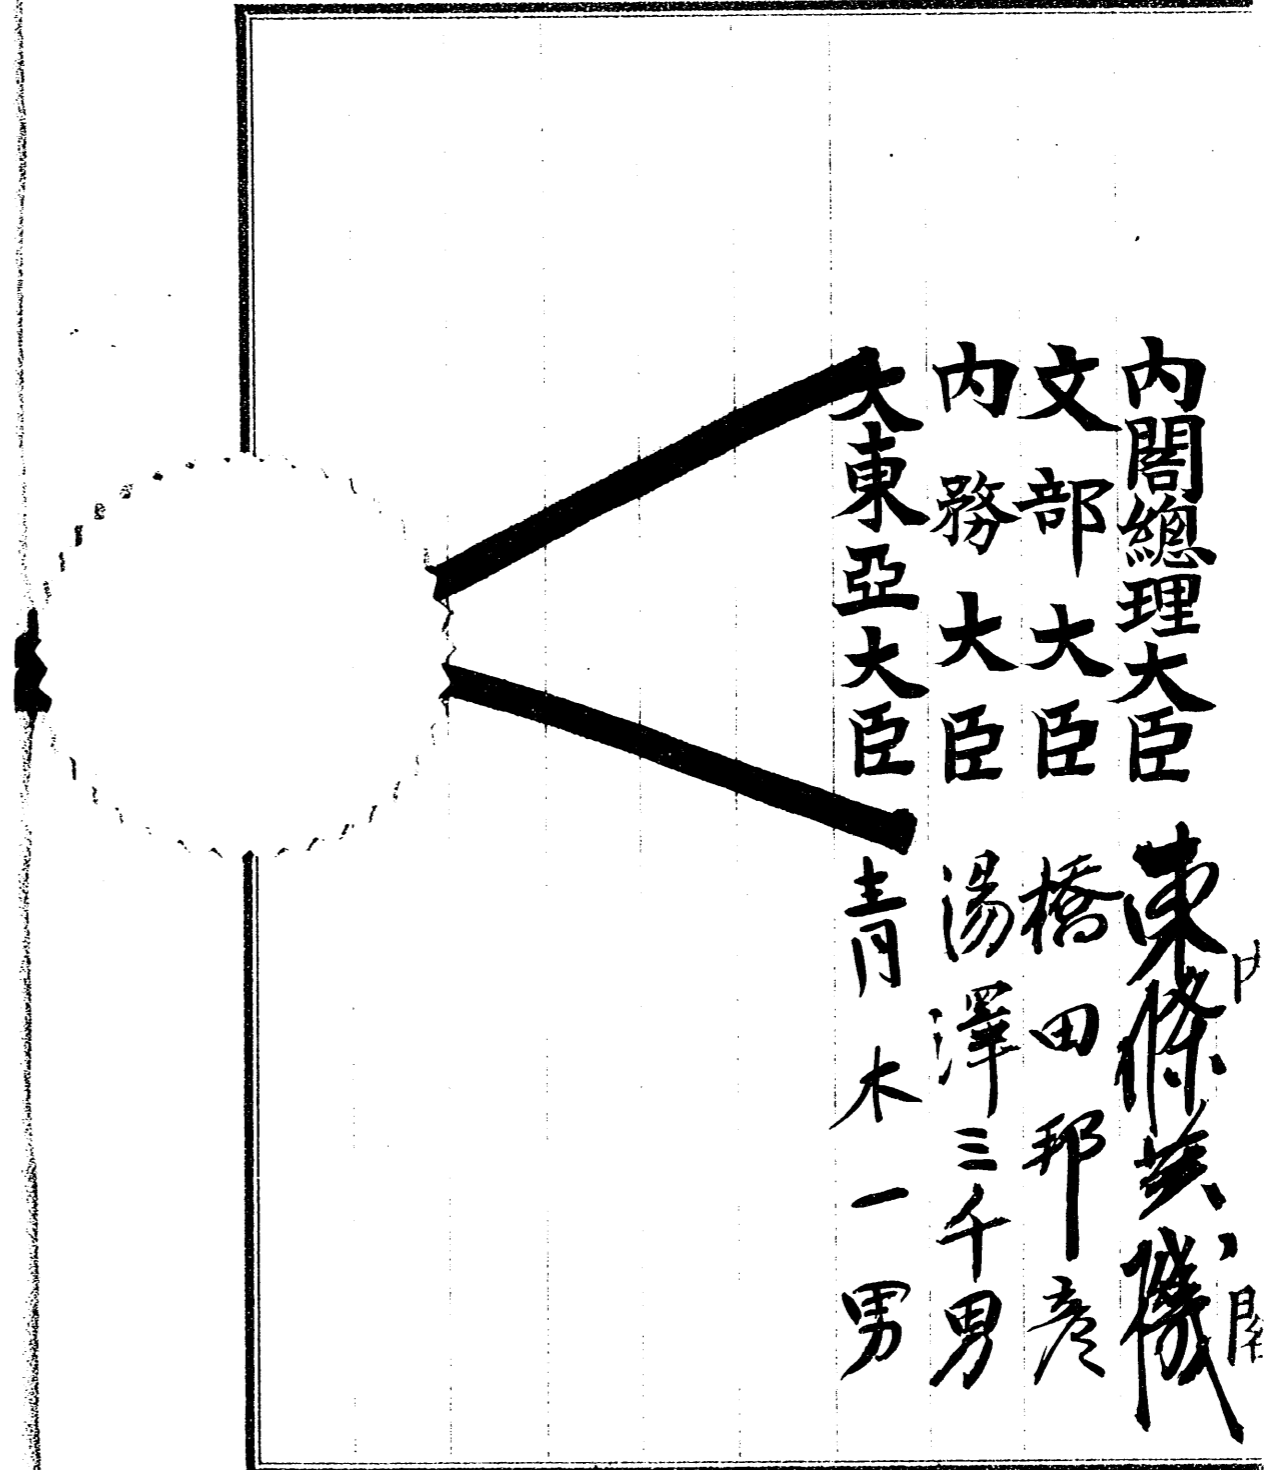 内閣總理大臣 東條英機
文部大臣 橋田邦彦
内務大臣 湯澤三千男
大東亞大臣 青木一男